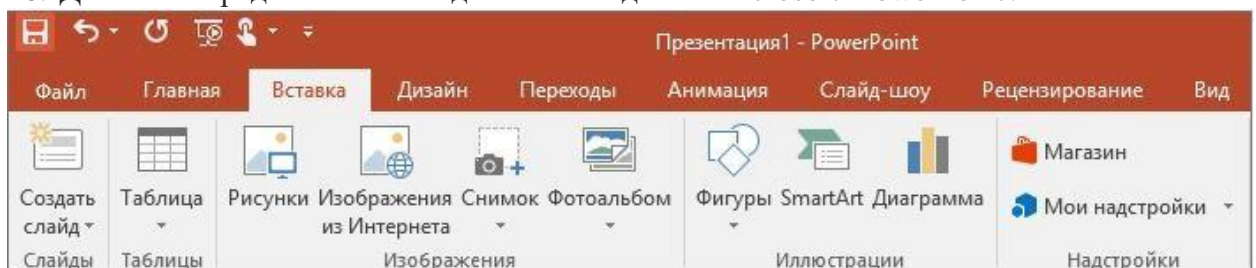 Презентация1 - PowerPoint
Файл Главная Вставка Дизайн Переходы Анимация Слайд-шоу Рецензирование Вид
Создать слайд Таблица Рисунки Изображения из Интернета Снимок Фотоальбом Фигуры SmartArt Диаграмма Магазин
Мои надстройки
Слайды Таблицы Изображения Иллюстрации Надстройки